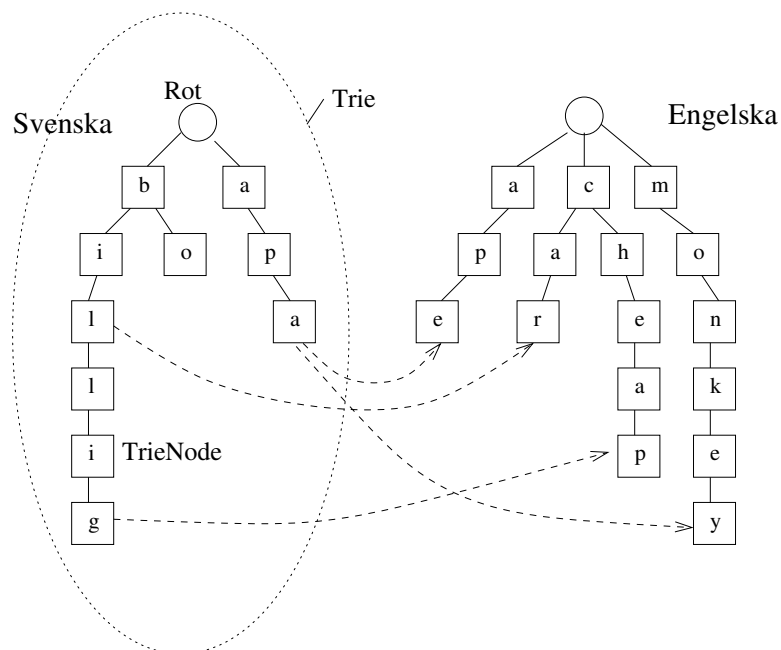 Rot
Trie
Svenska
Engelska
b a
a c m
i o p
p a h o
l a
e r e n
l
a k
i
TrieNode
p e
g
y